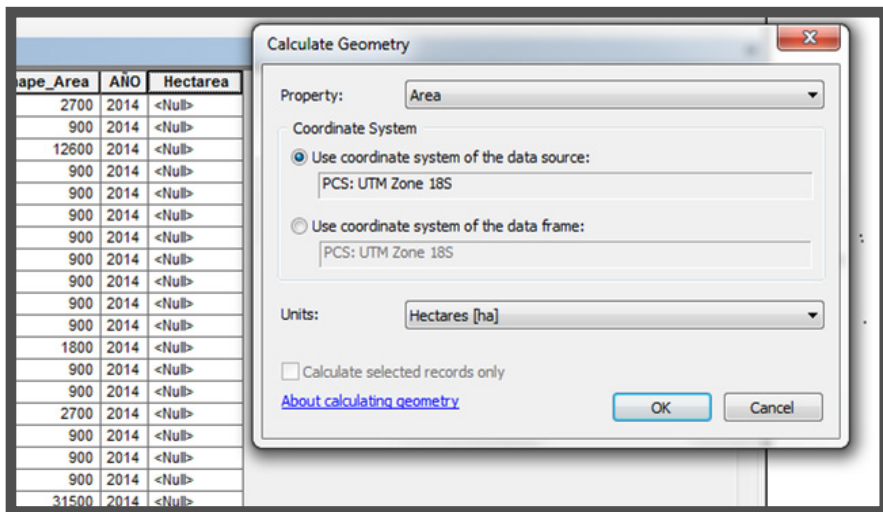 Calculate Geometry
Property: Area
Coordinate System
Use coordinate system of the data source:
PCS: UTM Zone 18S
Use coordinate system of the data frame:
PCS: UTM Zone 18S
Units: Hectares [ha]
Calculate selected records only
About calculating geometry
OK Cancel
ape_Area AÑO Hectarea
2700 2014 <Null>
900 2014 <Null>
12600 2014 <Null>
900 2014 <Null>
900 2014 <Null>
900 2014 <Null>
900 2014 <Null>
900 2014 <Null>
900 2014 <Null>
900 2014 <Null>
900 2014 <Null>
1800 2014 <Null>
900 2014 <Null>
900 2014 <Null>
2700 2014 <Null>
900 2014 <Null>
900 2014 <Null>
900 2014 <Null>
31500 2014 <Null>